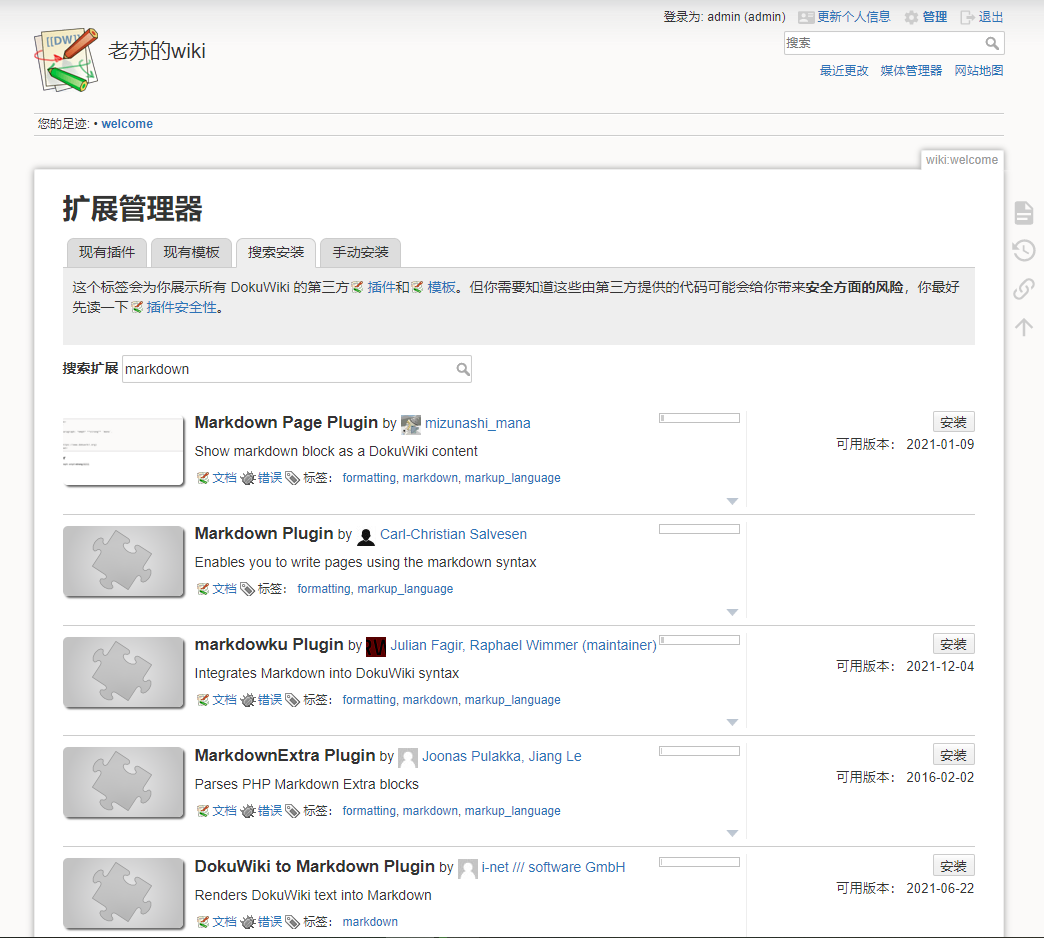 登录为: admin (admin) 更新个人信息 管理 退出
[[DW]]
老苏的wiki
搜索
最近更改 媒体管理器 网站地图
您的足迹: • welcome
wiki:welcome
扩展管理器
现有插件 现有模板 搜索安装 手动安装
这个标签会为你展示所有 DokuWiki 的第三方 插件和 模板。但你需要知道这些由第三方提供的代码可能会给你带来安全方面的风险，你最好
先读一下 插件安全性。
搜索扩展 markdown
Markdown Page Plugin by mizunashi_mana 安装
可用版本： 2021-01-09
Show markdown block as a DokuWiki content
文档 错误 标签： formatting, markdown, markup_language
Markdown Plugin by Carl-Christian Salvesen
Enables you to write pages using the markdown syntax
文档 标签： formatting, markup_language
markdowku Plugin by Julian Fagir, Raphael Wimmer (maintainer) 安装
可用版本： 2021-12-04
Integrates Markdown into DokuWiki syntax
文档 错误 标签： formatting, markdown, markup_language
MarkdownExtra Plugin by Joonas Pulakka, Jiang Le 安装
可用版本： 2016-02-02
Parses PHP Markdown Extra blocks
文档 错误 标签： formatting, markdown, markup_language
DokuWiki to Markdown Plugin by i-net /// software GmbH 安装
可用版本： 2021-06-22
Renders DokuWiki text into Markdown
文档 错误 标签： markdown